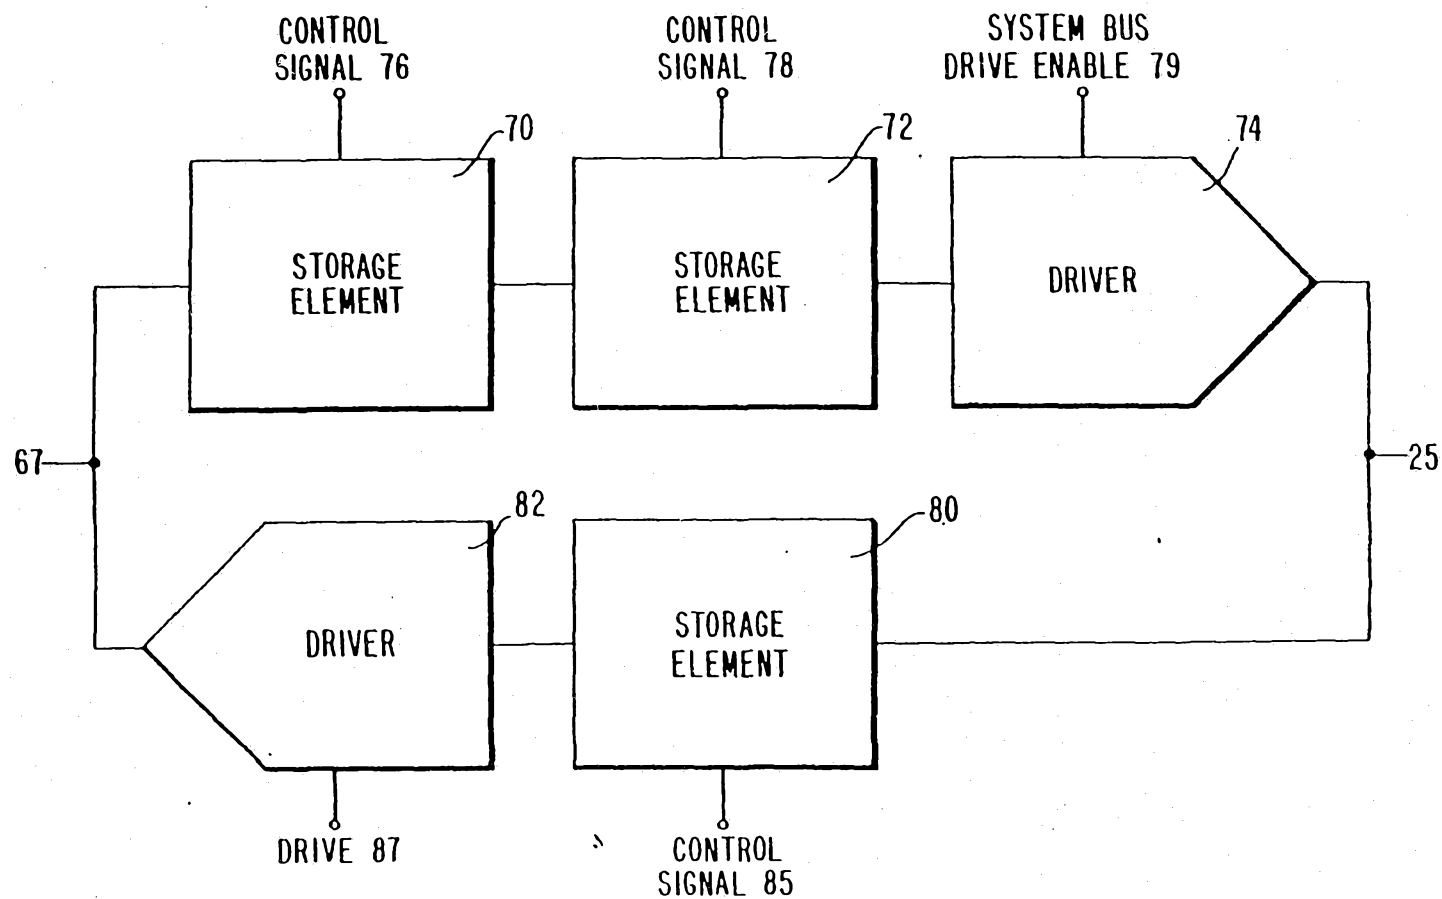 CONTROL
SIGNAL 76
CONTROL
SIGNAL 78
SYSTEM BUS
DRIVE ENABLE 79
70
72
74
STORAGE
ELEMENT
STORAGE
ELEMENT
DRIVER
67
25
82
80
DRIVER
STORAGE
ELEMENT
DRIVE 87
CONTROL
SIGNAL 85